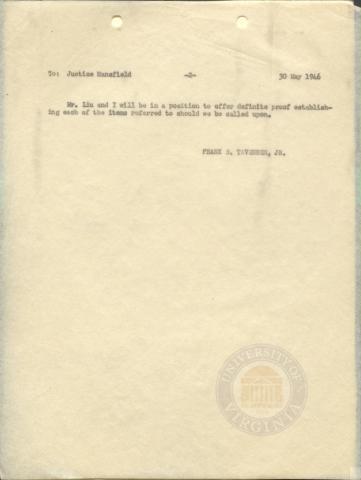 To: Justice Mansfield -2- 30 May 1946
Mr. Liu and I will be in a position to offer definite proof establish-
ing each of the items referred to should we be called upon.
FRANK S. TAVENNER, JR.
UNIVERSITY OF
VIRGINIA